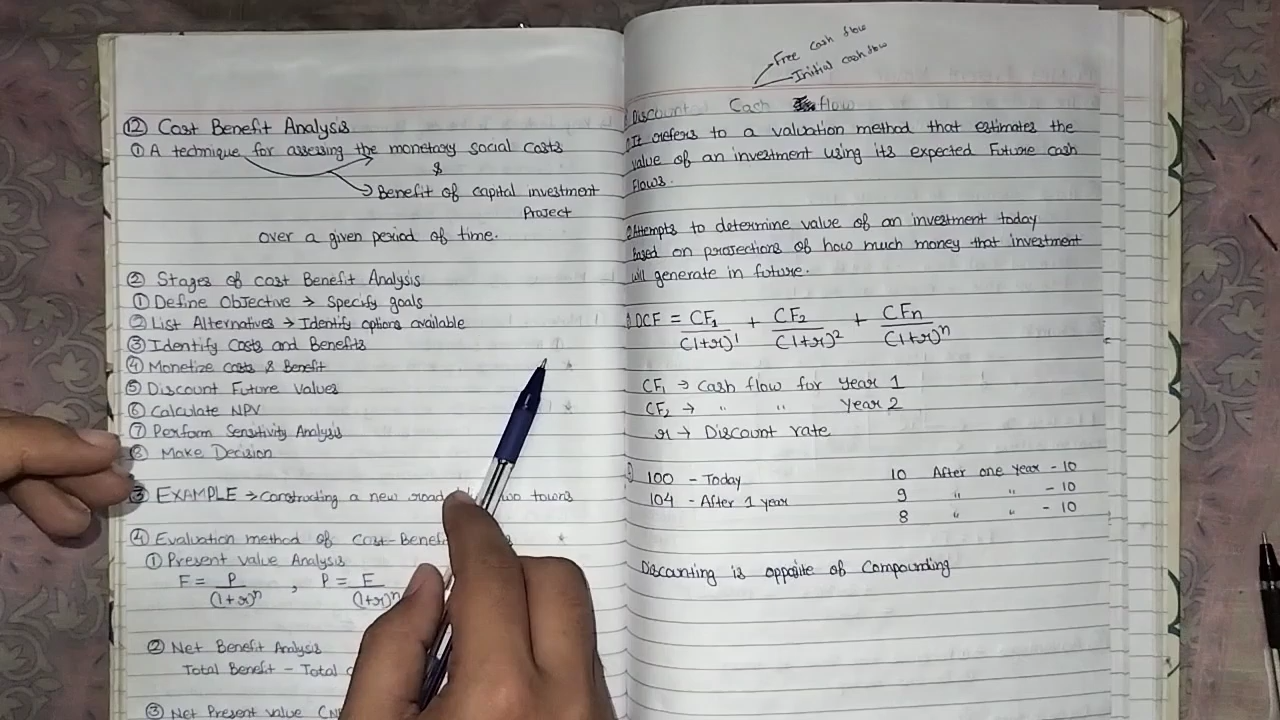 ⑫ Cost Benefit Analysis
① A technique for assessing the monetary social costs
&
→ Benefit of capital investment
Project
over a given period of time.
② Stages of cost Benefit Analysis
① Define Objective → Specify goals
② List Alternatives → Identify options available
③ Identify Costs and Benefits
④ Monetize costs & Benefit
⑤ Discount Future Values
⑥ Calculate NPV
⑦ Perform Sensitivity Analysis
⑧ Make Decision
③ EXAMPLE → Constructing a new road two towns
④ Evaluation method of Cost-Benefi
① Present value Analysis
F = P/(1+r)^n , P = F/(1+r)^n
② Net Benefit Analysis
Total Benefit - Total
③ Net Present value CN
Free cash flow
Initial cash flow
Discounted Cash flow
It refers to a valuation method that estimates the
value of an investment using its expected Future cash
flows.
② Attempts to determine value of an investment today
Based on projections of how much money that investment
will generate in future.
DCF = CF₁/(1+r)^1 + CF₂/(1+r)^2 + CFn/(1+r)^n
CF₁ → Cash flow for Year 1
CF₂ → " " Year 2
r → Discount rate
100 - Today 10 After one year - 10
104 - After 1 year 9 " " - 10
8 " " - 10
Discounting is opposite of Compounding